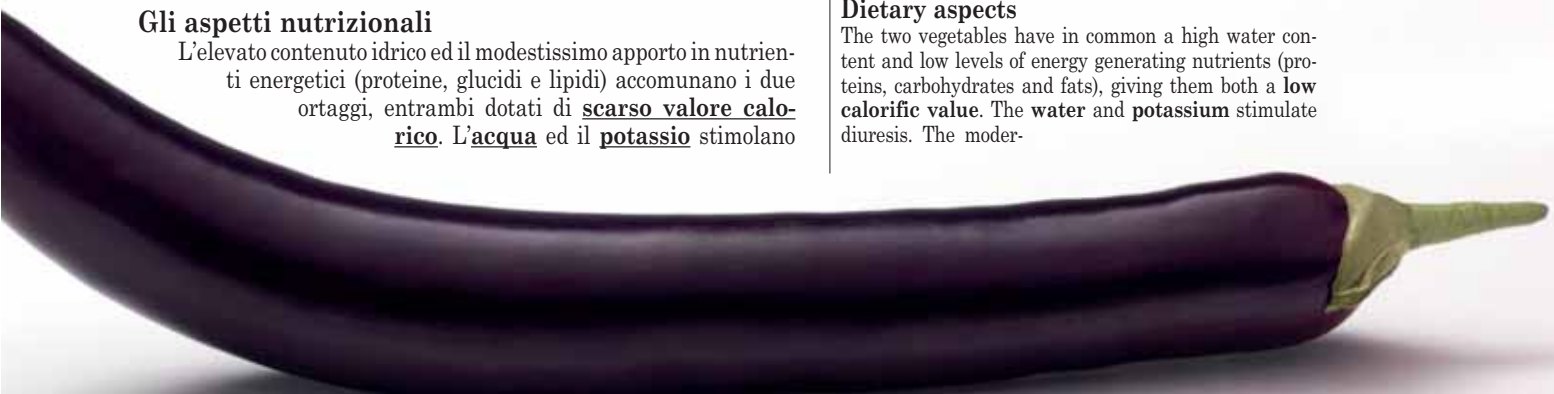 Gli aspetti nutrizionali
L'elevato contenuto idrico ed il modestissimo apporto in nutrien-
ti energetici (proteine, glucidi e lipidi) accomunano i due
ortaggi, entrambi dotati di scarso valore calo-
rico. L'acqua ed il potassio stimolano
Dietary aspects
The two vegetables have in common a high water con-
tent and low levels of energy generating nutrients (pro-
teins, carbohydrates and fats), giving them both a low
calorific value. The water and potassium stimulate
diuresis. The moder-